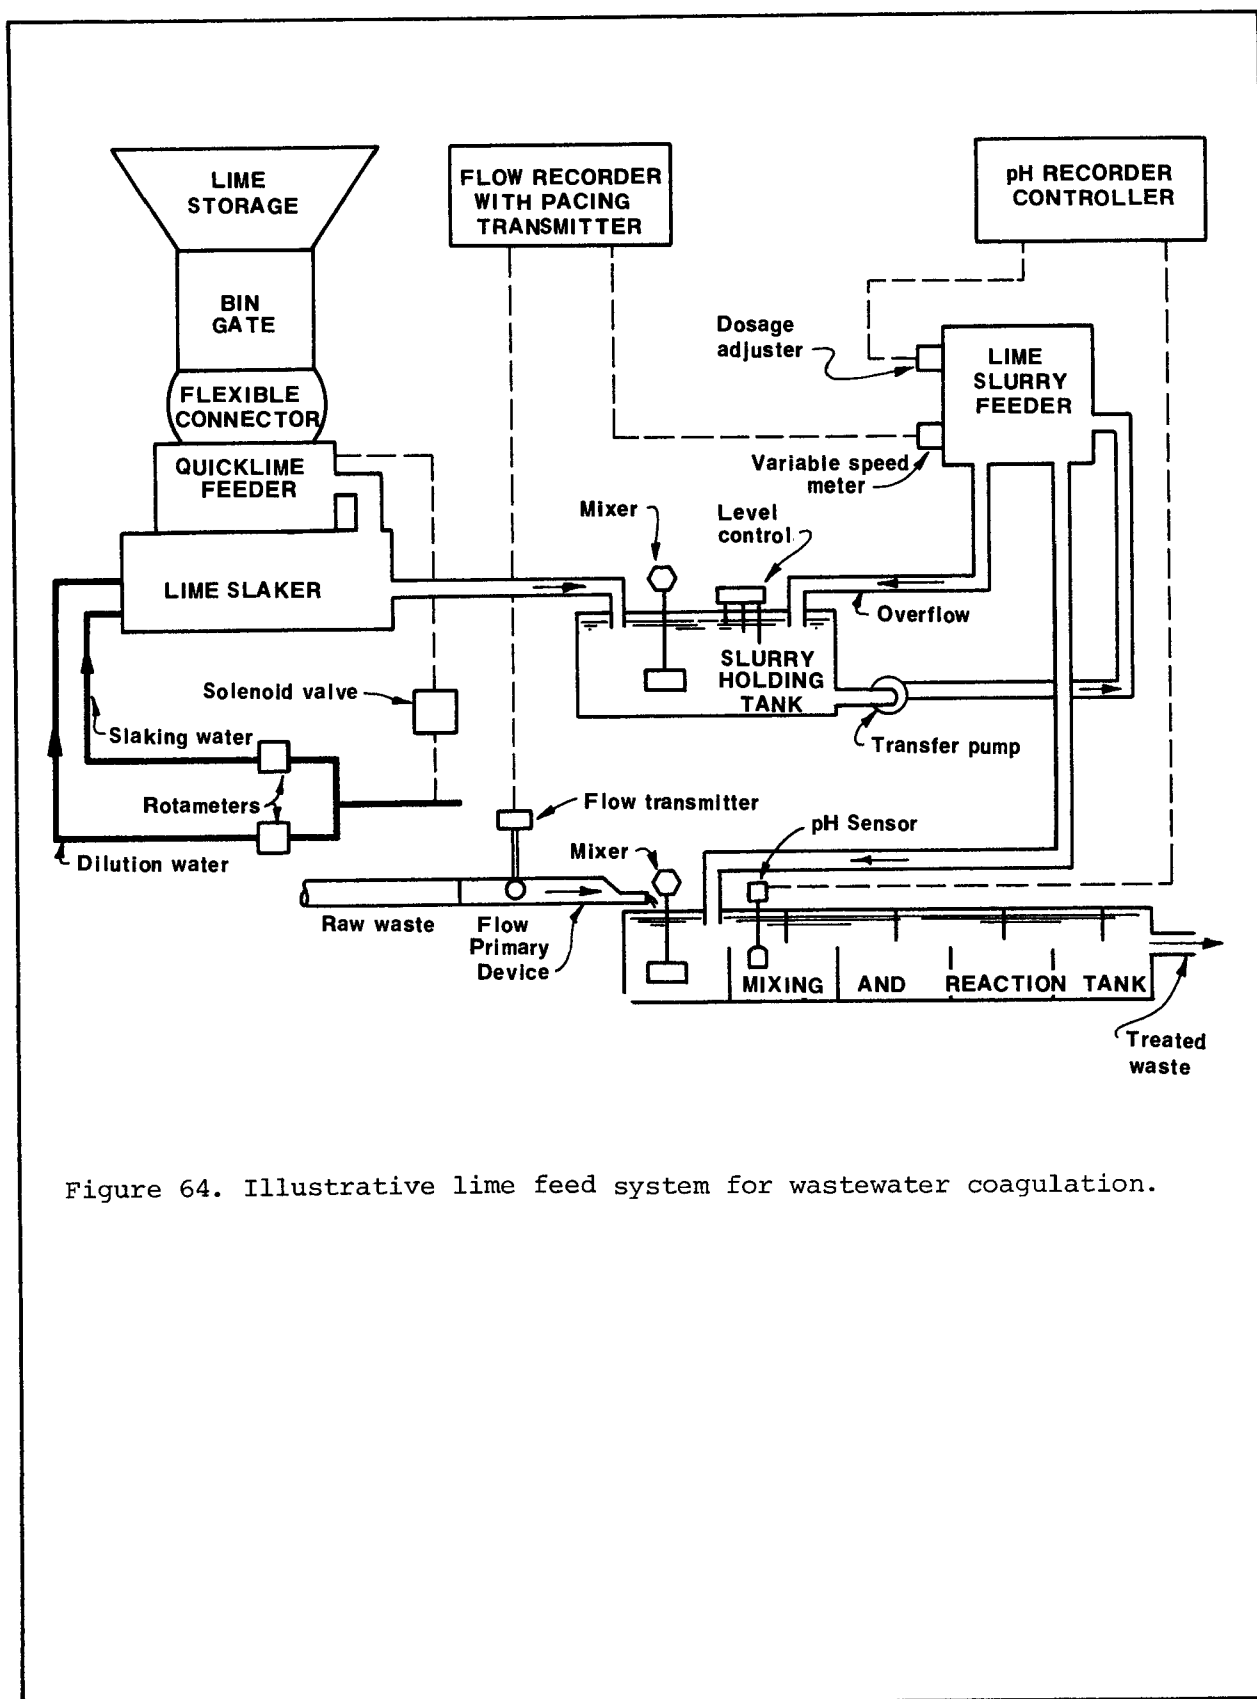 LIME
STORAGE
BIN
GATE
FLEXIBLE
CONNECTOR
QUICKLIME
FEEDER
LIME SLAKER
Solenoid valve
Slaking water
Rotameters
Dilution water
FLOW RECORDER
WITH PACING
TRANSMITTER
pH RECORDER
CONTROLLER
Dosage
adjuster
LIME
SLURRY
FEEDER
Variable speed
meter
Mixer
Level
control
Overflow
SLURRY
HOLDING
TANK
Transfer pump
Flow transmitter
pH Sensor
Mixer
Raw waste
Flow
Primary
Device
MIXING AND REACTION TANK
Treated
waste
Figure 64. Illustrative lime feed system for wastewater coagulation.